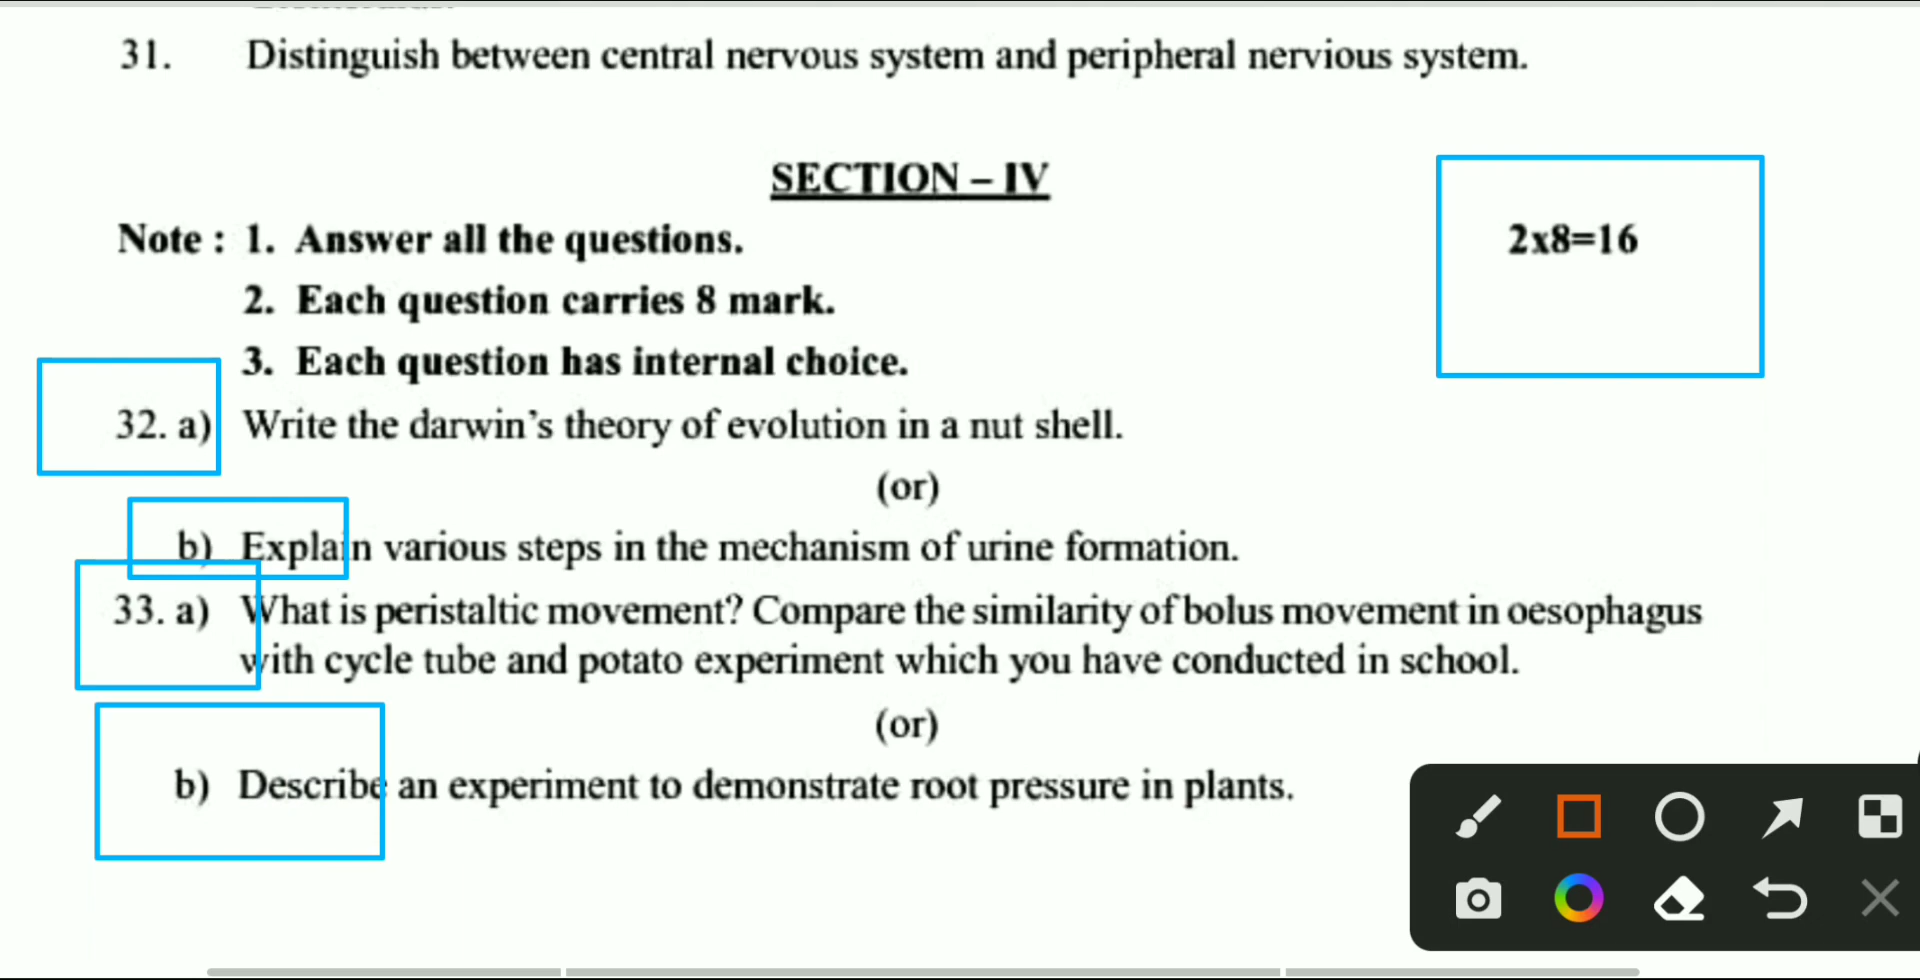 31. Distinguish between central nervous system and peripheral nervious system.
SECTION – IV
Note : 1. Answer all the questions. 2x8=16
2. Each question carries 8 mark.
3. Each question has internal choice.
32. a) Write the darwin's theory of evolution in a nut shell.
(or)
b) Explain various steps in the mechanism of urine formation.
33. a) What is peristaltic movement? Compare the similarity of bolus movement in oesophagus
with cycle tube and potato experiment which you have conducted in school.
(or)
b) Describe an experiment to demonstrate root pressure in plants.